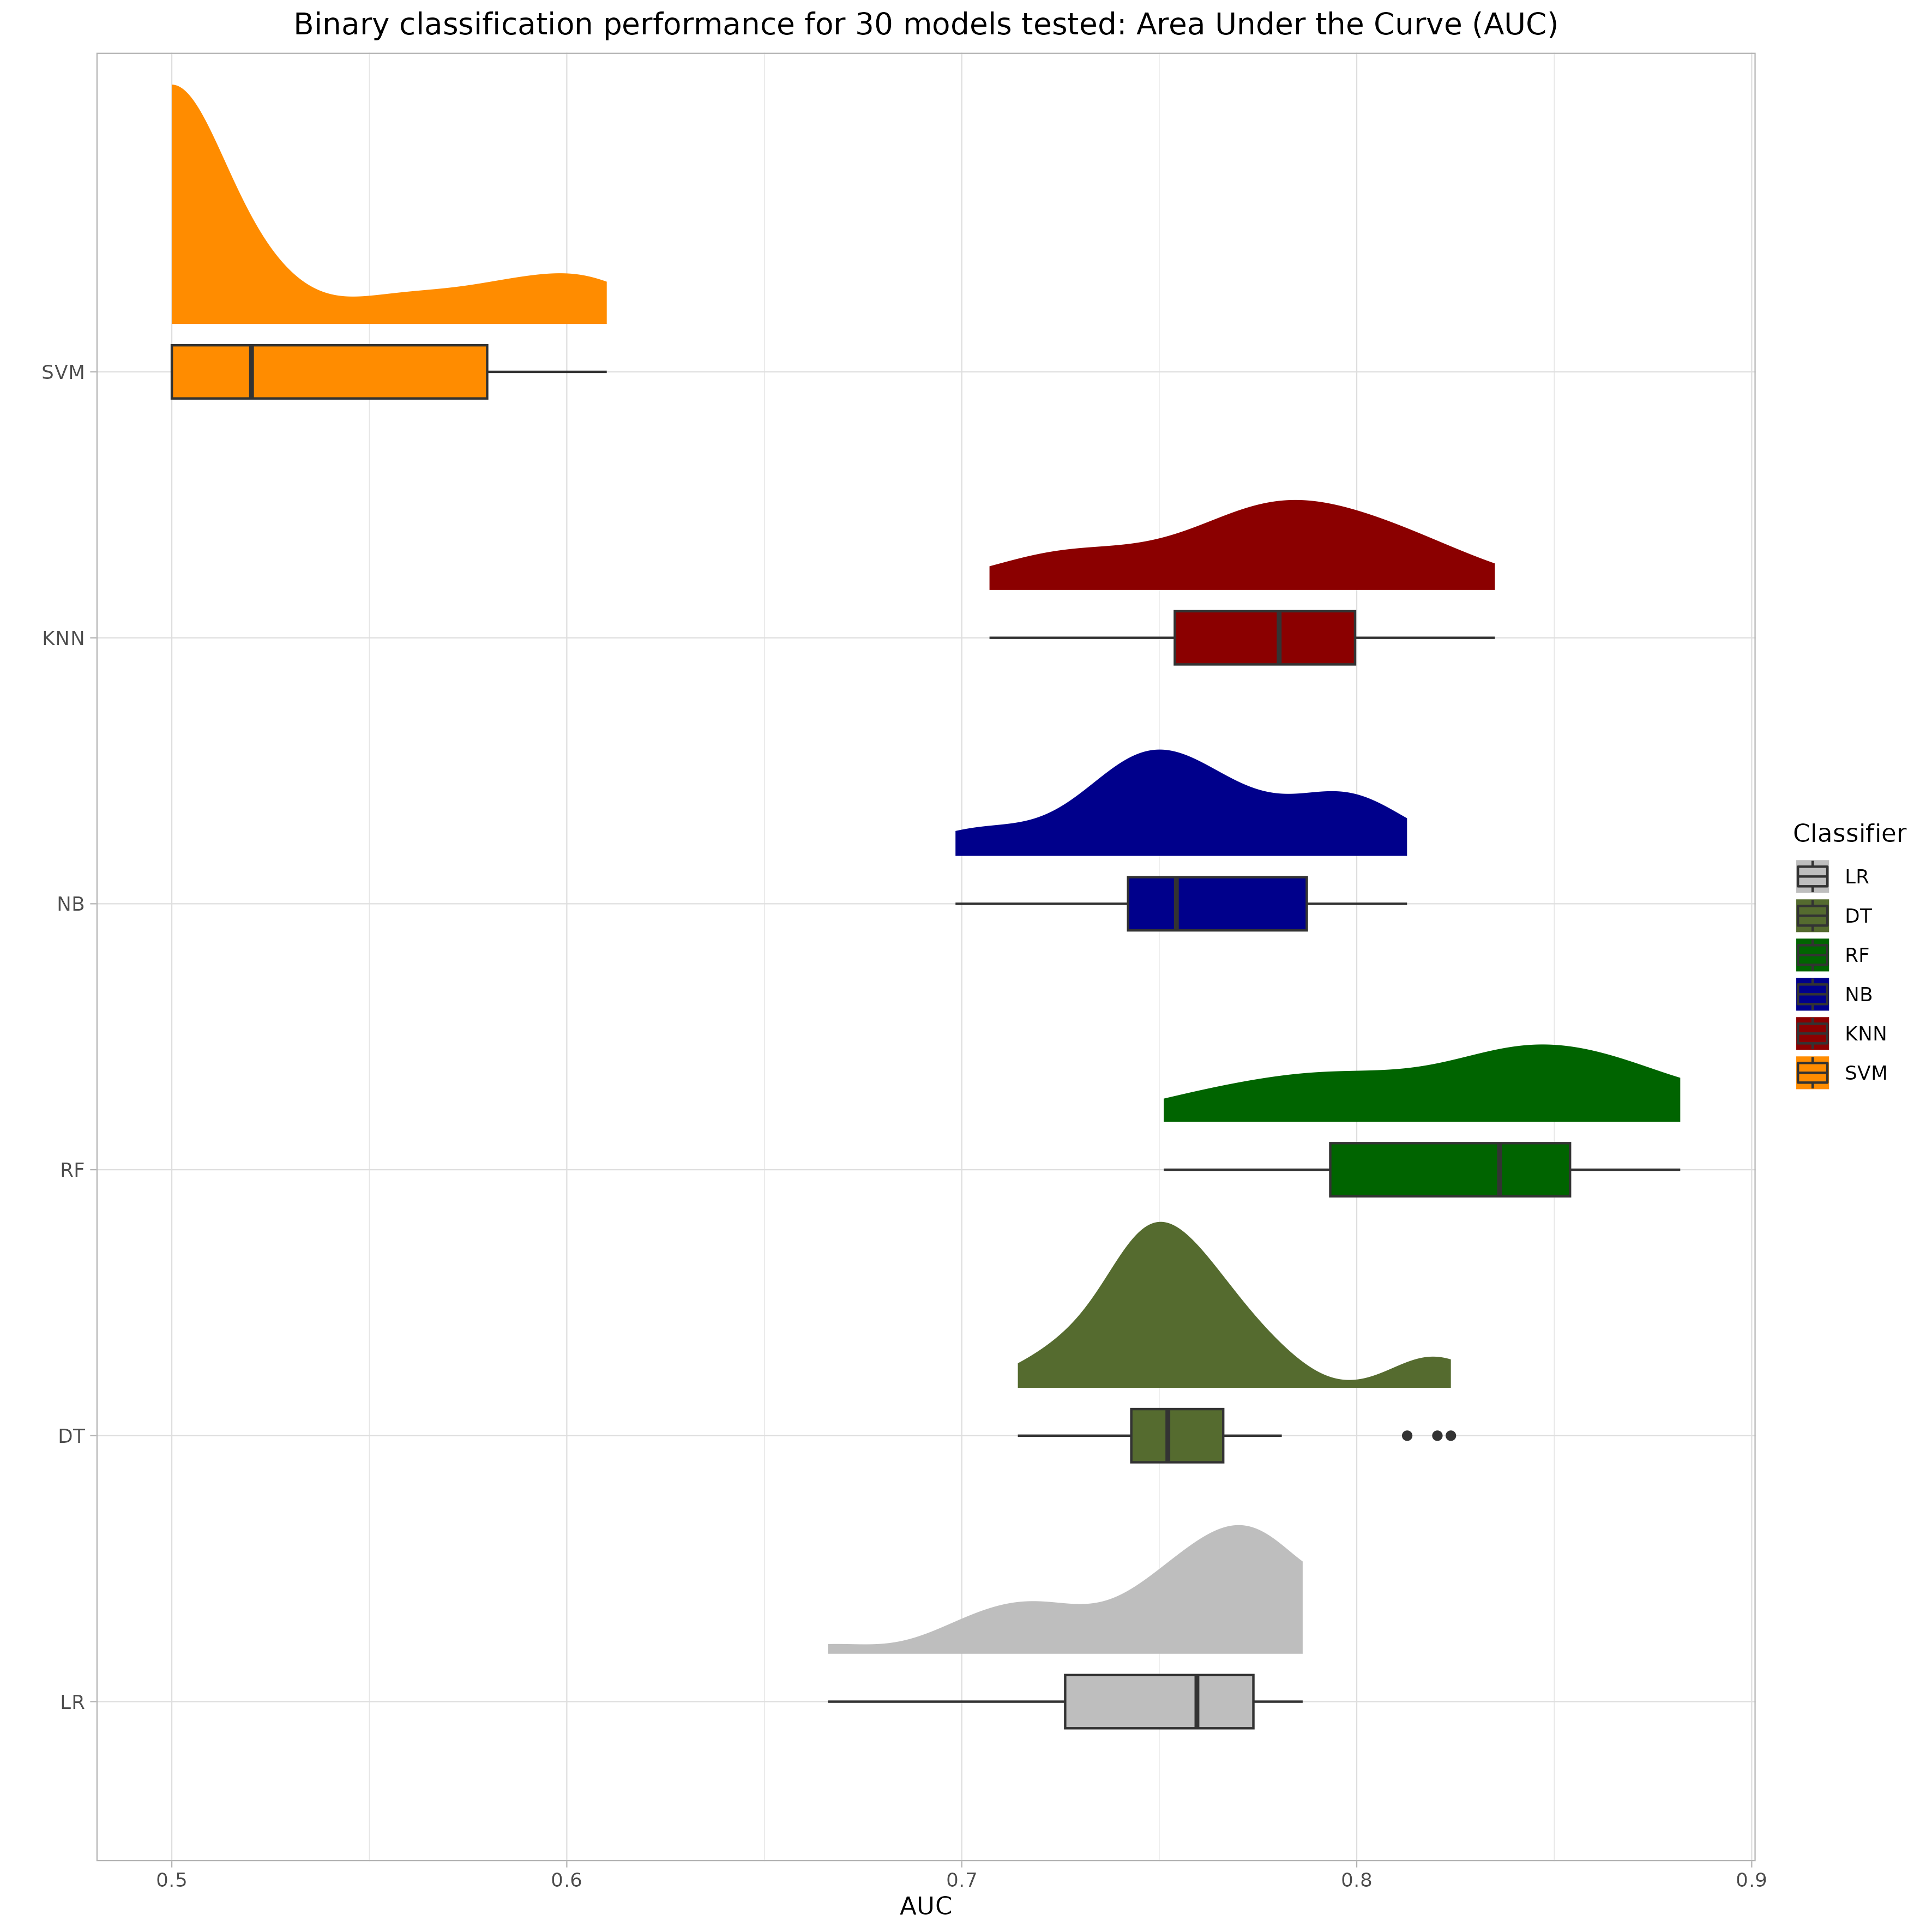 Binary classification performance for 30 models tested: Area Under the Curve (AUC)
SVM
KNN
NB
RF
DT
LR
0.5 0.6 0.7 0.8 0.9
AUC
Classifier
LR
DT
RF
NB
KNN
SVM